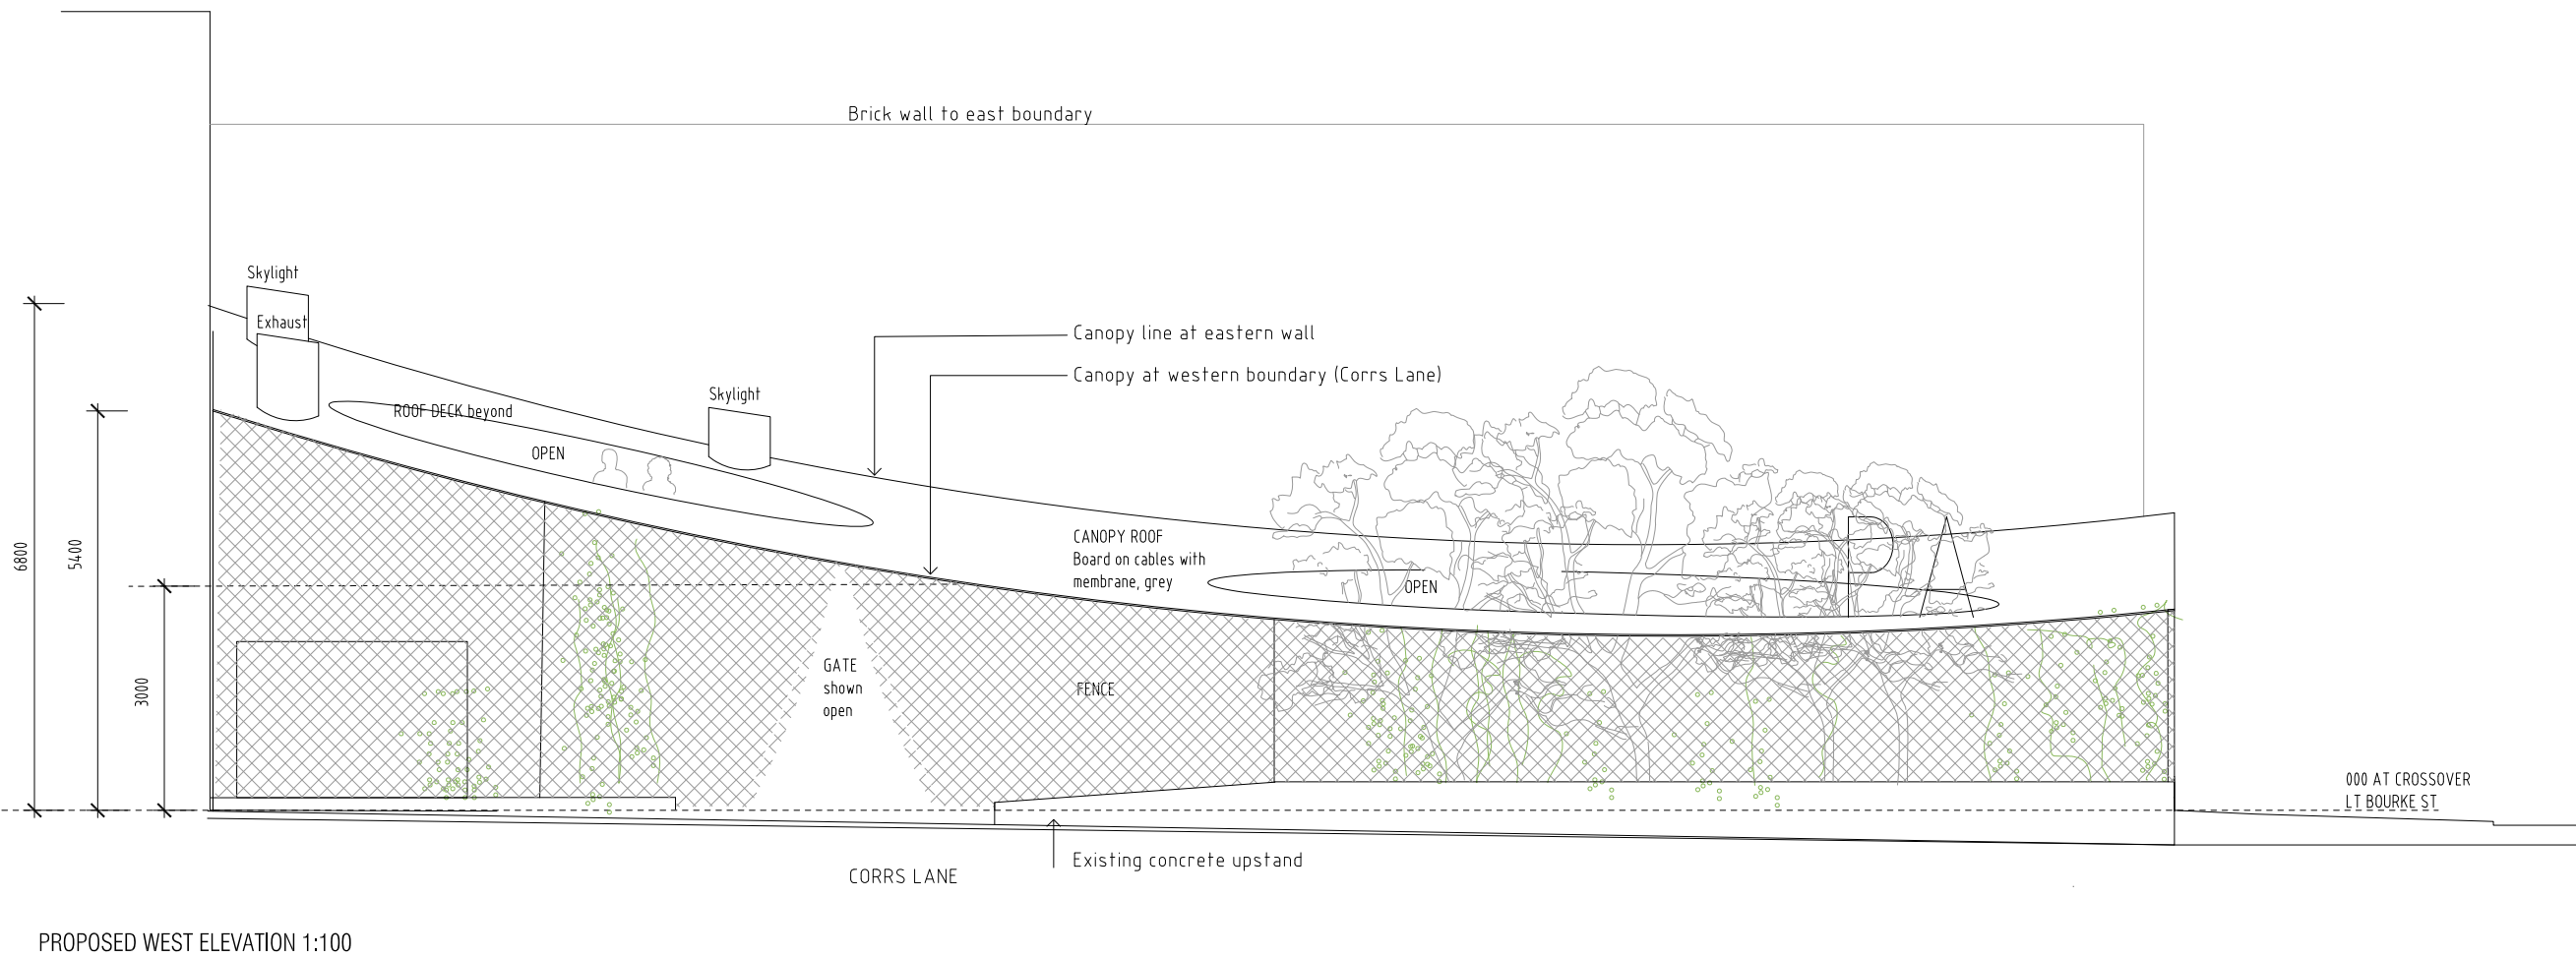 Brick wall to east boundary
Skylight
Exhaust
Canopy line at eastern wall
Canopy at western boundary (Corrs Lane)
Skylight
ROOF DECK beyond
OPEN
6800
5400
3000
CANOPY ROOF
Board on cables with
membrane, grey
OPEN
PA
GATE
shown
open
FENCE
000 AT CROSSOVER
LT BOURKE ST
Existing concrete upstand
CORRS LANE
PROPOSED WEST ELEVATION 1:100